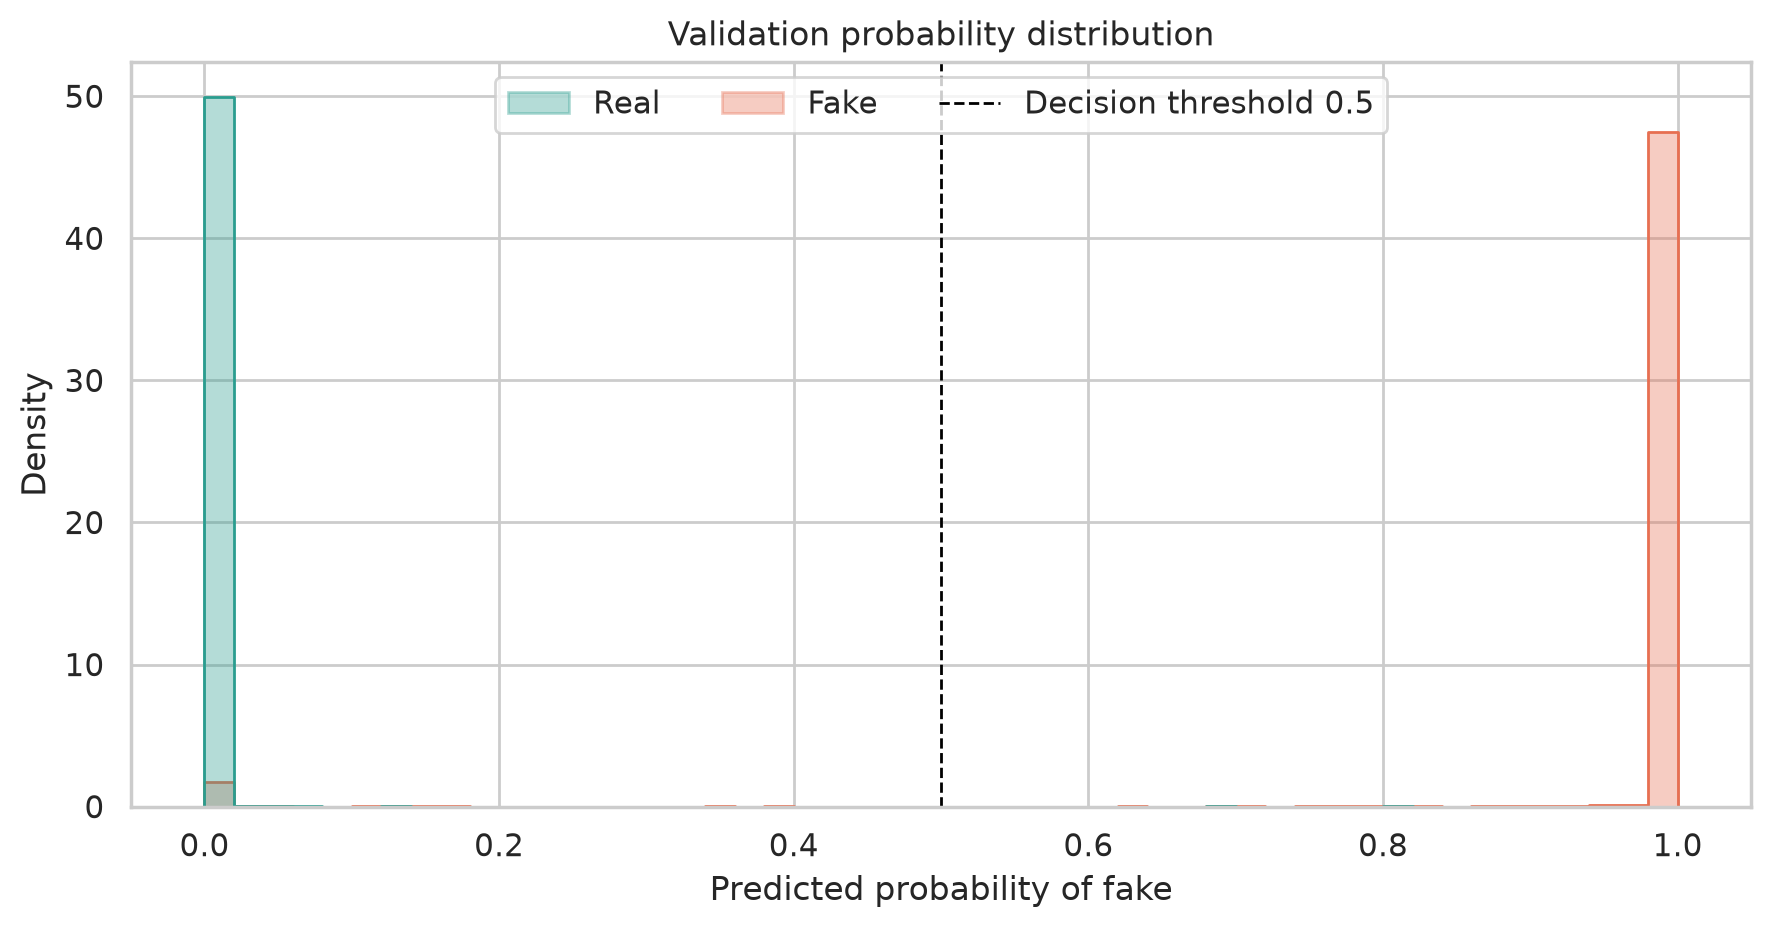 Validation probability distribution
Real Fake Decision threshold 0.5
50
40
30
20
10
0
Density
0.0 0.2 0.4 0.6 0.8 1.0
Predicted probability of fake